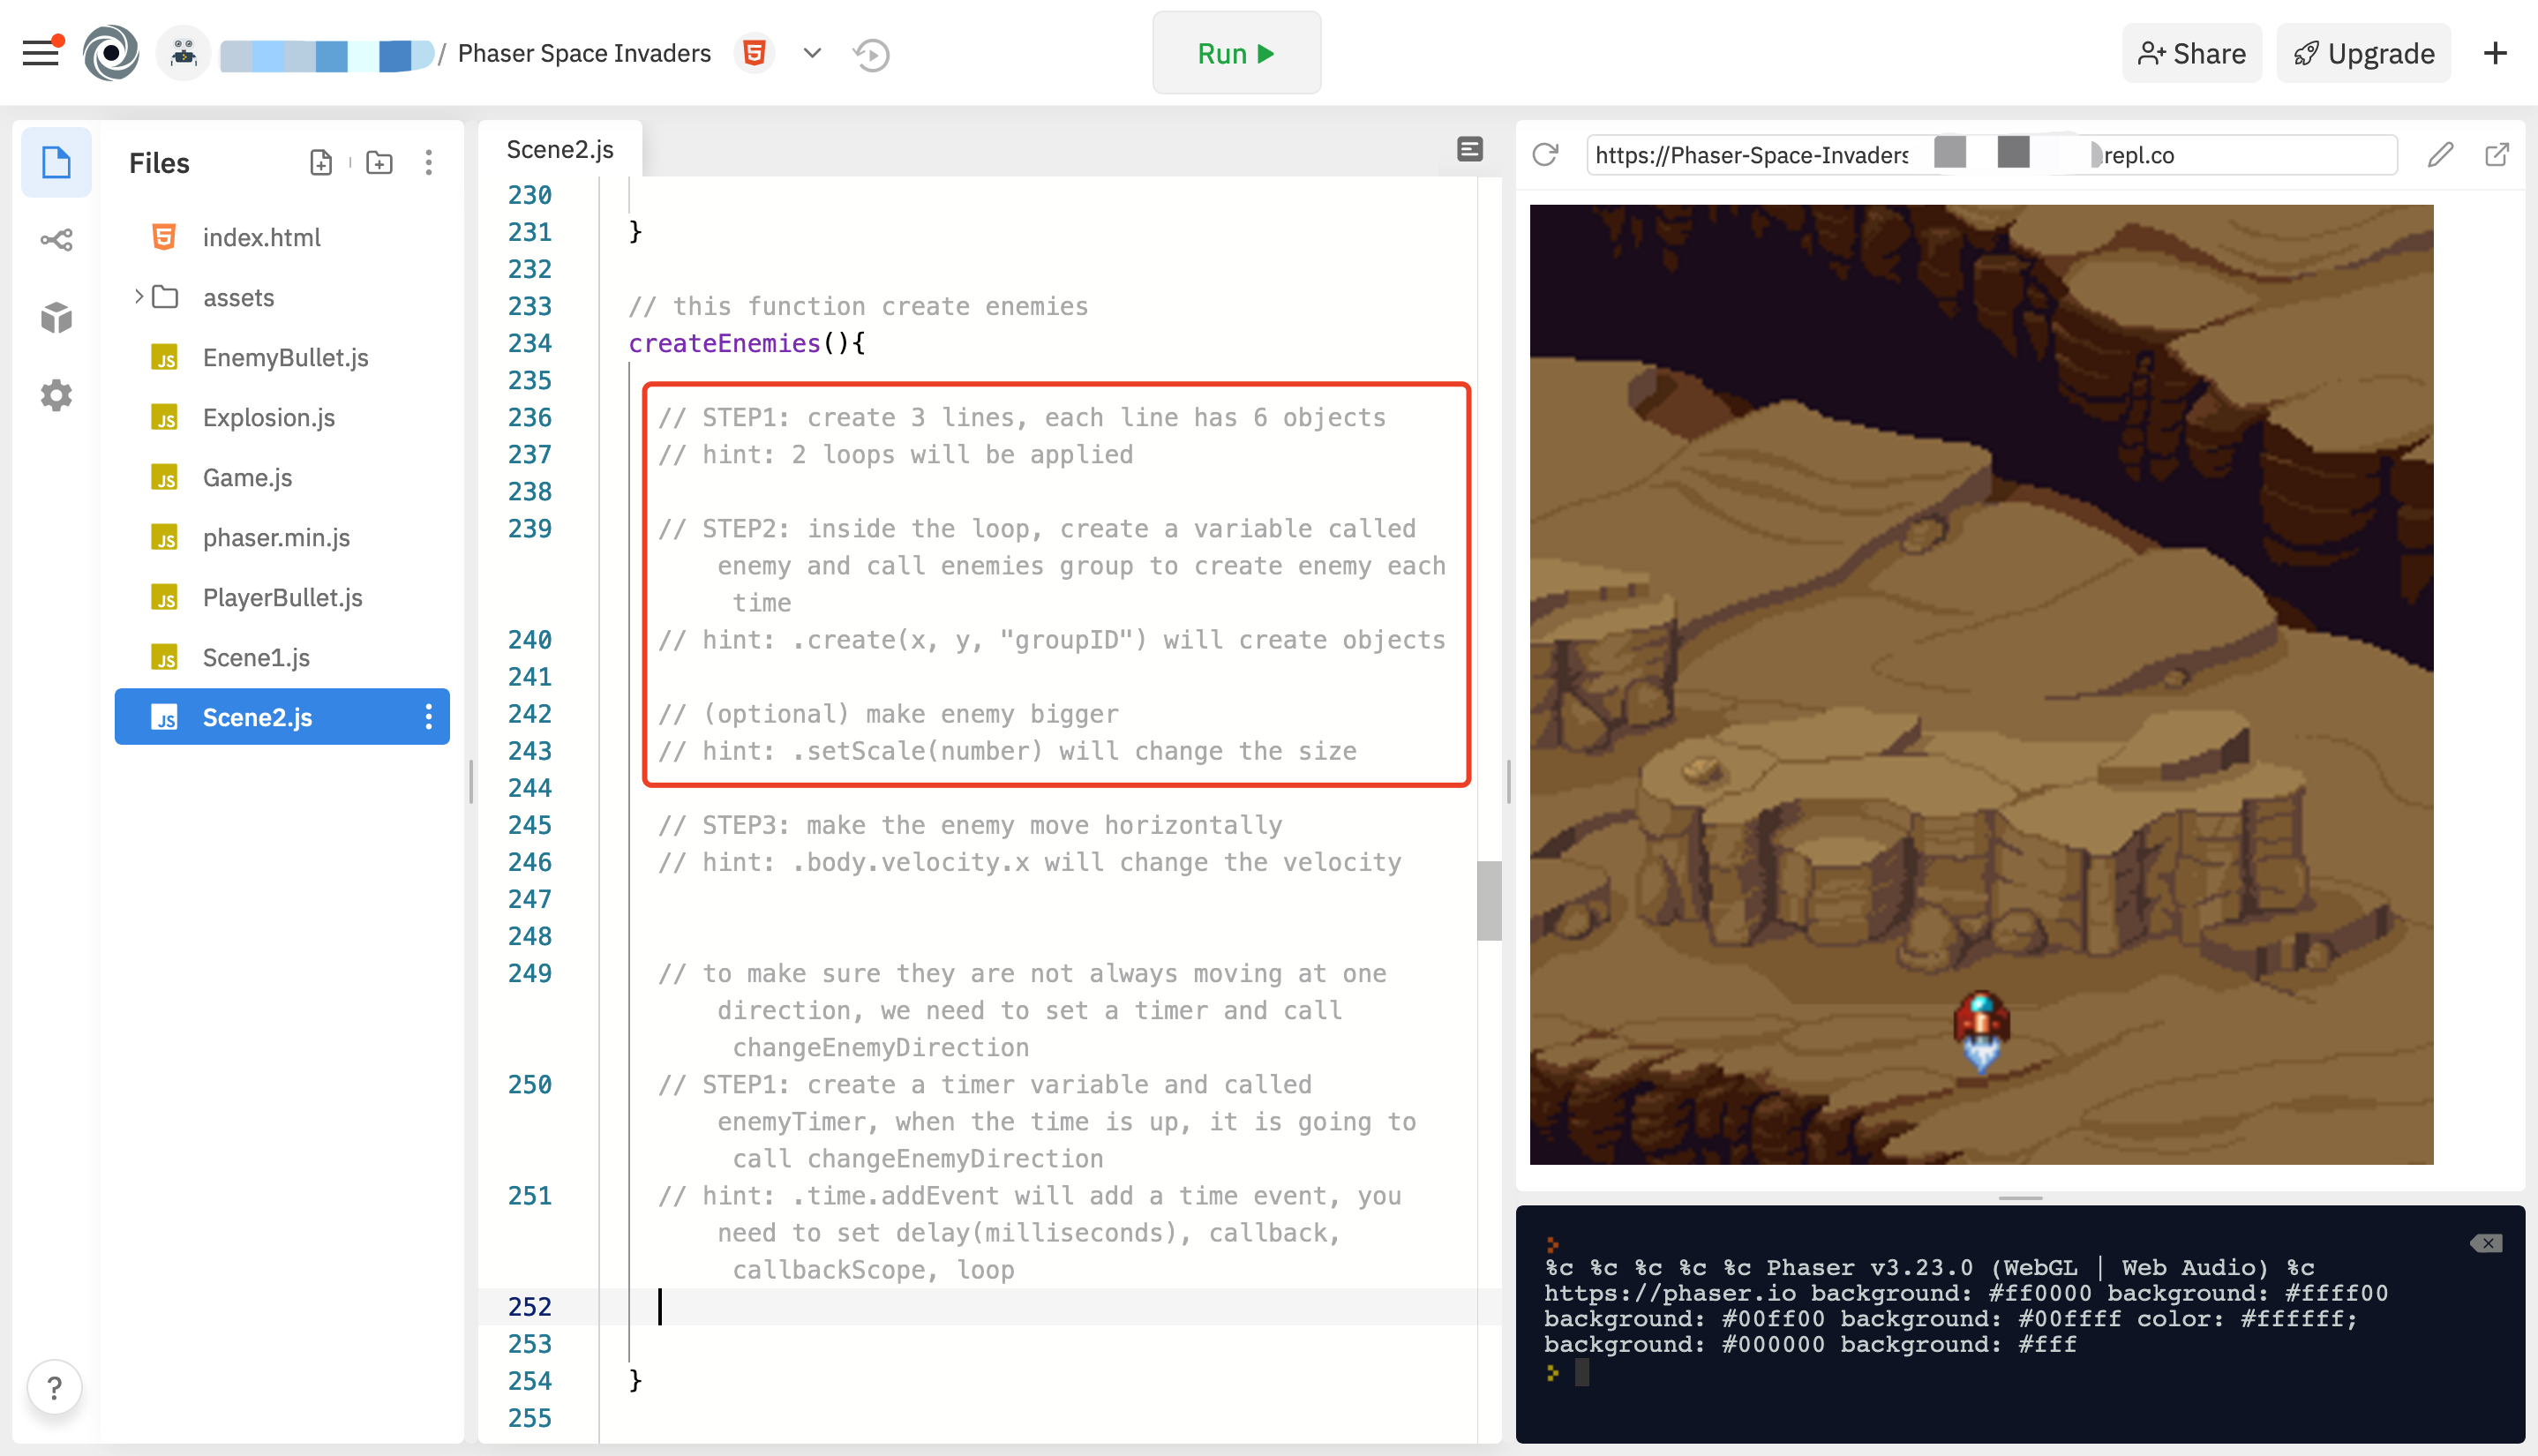 / Phaser Space Invaders
Run
Share
Upgrade
Files
index.html
assets
EnemyBullet.js
Explosion.js
Game.js
phaser.min.js
PlayerBullet.js
Scene1.js
Scene2.js
?
Scene2.js
230
231 }
232
233 // this function create enemies
234 createEnemies(){
235
236 // STEP1: create 3 lines, each line has 6 objects
237 // hint: 2 loops will be applied
238
239 // STEP2: inside the loop, create a variable called
enemy and call enemies group to create enemy each
time
240 // hint: .create(x, y, "groupID") will create objects
241
242 // (optional) make enemy bigger
243 // hint: .setScale(number) will change the size
244
245 // STEP3: make the enemy move horizontally
246 // hint: .body.velocity.x will change the velocity
247
248
249 // to make sure they are not always moving at one
direction, we need to set a timer and call
changeEnemyDirection
250 // STEP1: create a timer variable and called
enemyTimer, when the time is up, it is going to
call changeEnemyDirection
251 // hint: .time.addEvent will add a time event, you
need to set delay(milliseconds), callback,
callbackScope, loop
252
253
254 }
255
https://Phaser-Space-Invaders repl.co
%c %c %c %c %c Phaser v3.23.0 (WebGL | Web Audio) %c
https://phaser.io background: #ff0000 background: #ffff00
background: #00ff00 background: #00ffff color: #ffffff;
background: #000000 background: #fff